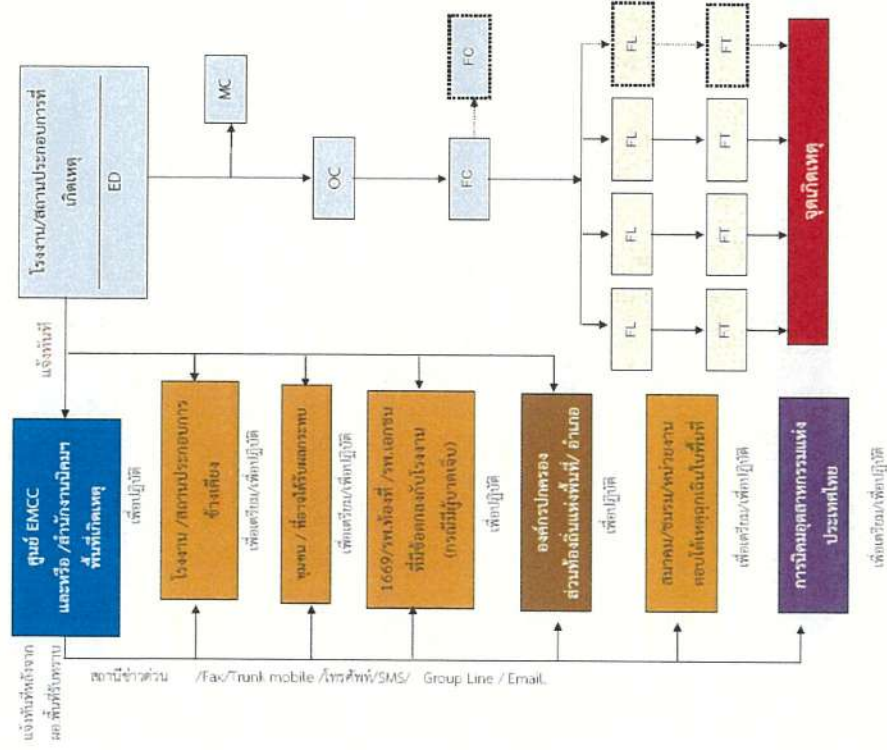 โรงงาน/สถานประกอบการที่
เกิดเหตุ
ED
MC
OC
FC
FC
FL
FL
FL
FL
FT
FT
FT
FT
จุดเกิดเหตุ
แจ้งทันที
ศูนย์ EMCC
และหรือ /สำนักงานนิคมฯ
พื้นที่เกิดเหตุ
เพื่อปฏิบัติ
โรงงาน /สถานประกอบการ
ข้างเคียง
เพื่อเตรียม/เพื่อปฏิบัติ
ชุมชน / ที่อาจได้รับผลกระทบ
เพื่อเตรียม/เพื่อปฏิบัติ
1669/รพ.ท้องที่ /รพ.เอกชน
ที่มีข้อตกลงกับโรงงาน
(กรณีมีผู้บาดเจ็บ)
เพื่อปฏิบัติ
องค์กรปกครอง
ส่วนท้องถิ่นแห่งพื้นที่/ อำเภอ
เพื่อปฏิบัติ
สมาคม/ชมรม/หน่วยงาน
ตอบโต้เหตุฉุกเฉินในพื้นที่
เพื่อเตรียม/เพื่อปฏิบัติ
การนิคมอุตสาหกรรมแห่ง
ประเทศไทย
เพื่อเตรียม/เพื่อปฏิบัติ
แจ้งทันทีหลังจาก
ผอ.พื้นที่รับทราบ
สถานีข่าวด่วน /Fax/Trunk mobile /โทรศัพท์/SMS/ Group Line / Email.